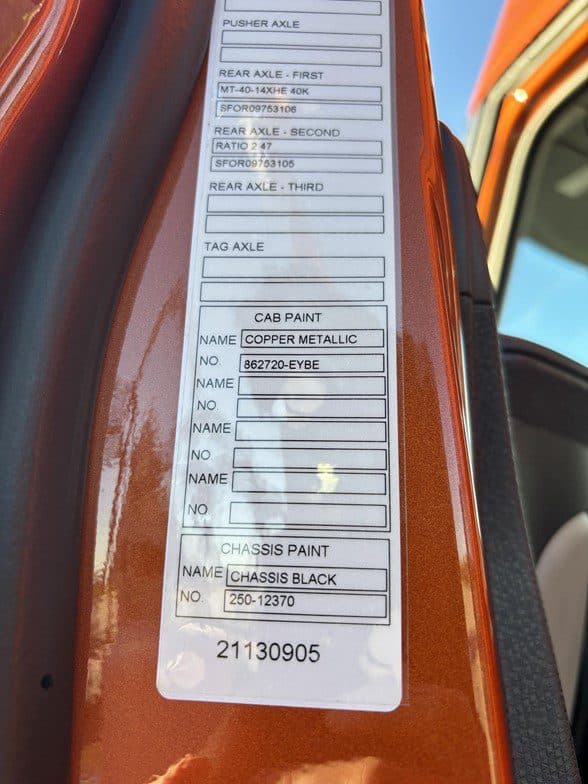 PUSHER AXLE
REAR AXLE - FIRST
MT-40-14XHE 40K
SFOR09753106
REAR AXLE - SECOND
RATIO 2.47
SFOR09753105
REAR AXLE - THIRD
TAG AXLE
CAB PAINT
NAME COPPER METALLIC
NO. 862720-EYBE
NAME
NO.
NAME
NO.
NAME
NO.
CHASSIS PAINT
NAME CHASSIS BLACK
NO. 250-12370
21130905